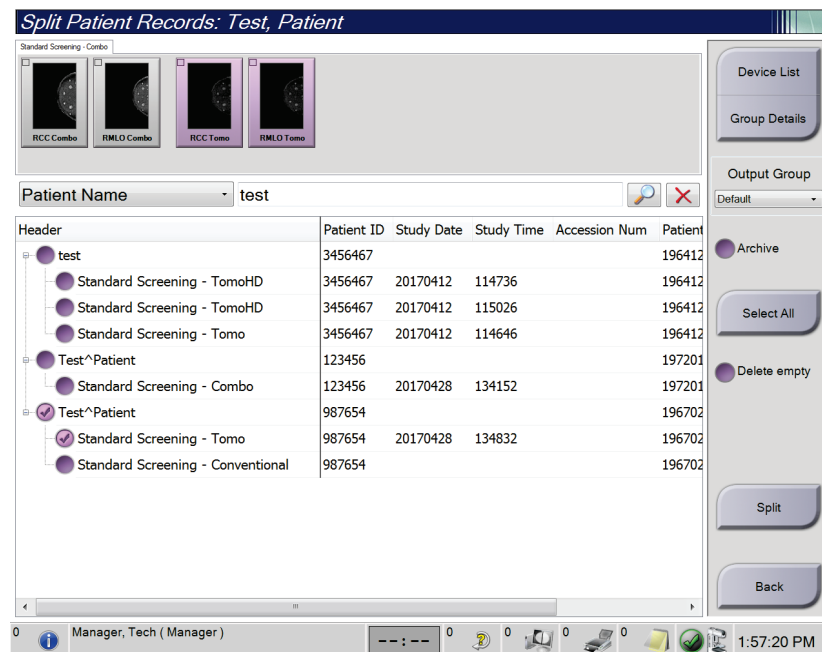 Split Patient Records: Test, Patient
Standard Screening - Combo
RCC Combo RMLO Combo RCC Tomo RMLO Tomo
Device List
Group Details
Output Group
Default
Archive
Select All
Delete empty
Split
Back
Patient Name test
Header Patient ID Study Date Study Time Accession Num Patient
test 3456467 196412
Standard Screening - TomoHD 3456467 20170412 114736 196412
Standard Screening - TomoHD 3456467 20170412 115026 196412
Standard Screening - Tomo 3456467 20170412 114646 196412
Test^Patient 123456 197201
Standard Screening - Combo 123456 20170428 134152 197201
Test^Patient 987654 196702
Standard Screening - Tomo 987654 20170428 134832 196702
Standard Screening - Conventional 987654 196702
0 Manager, Tech ( Manager ) --:-- 0 0 0 0 1:57:20 PM